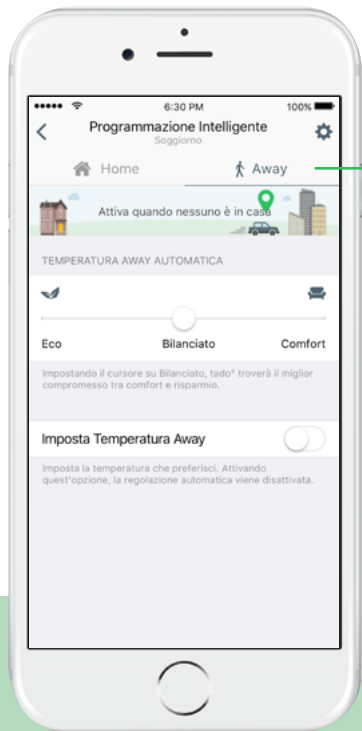 6:30 PM
100%
Programmazione Intelligente
Soggiorno
Home
Away
Attiva quando nessuno è in casa
TEMPERATURA AWAY AUTOMATICA
Eco
Bilanciato
Comfort
Impostando il cursore su Bilanciato, tado° troverà il miglior
compromesso tra comfort e risparmio.
Imposta Temperatura Away
Imposta la temperatura che preferisci. Attivando
quest'opzione, la regolazione automatica viene disattivata.